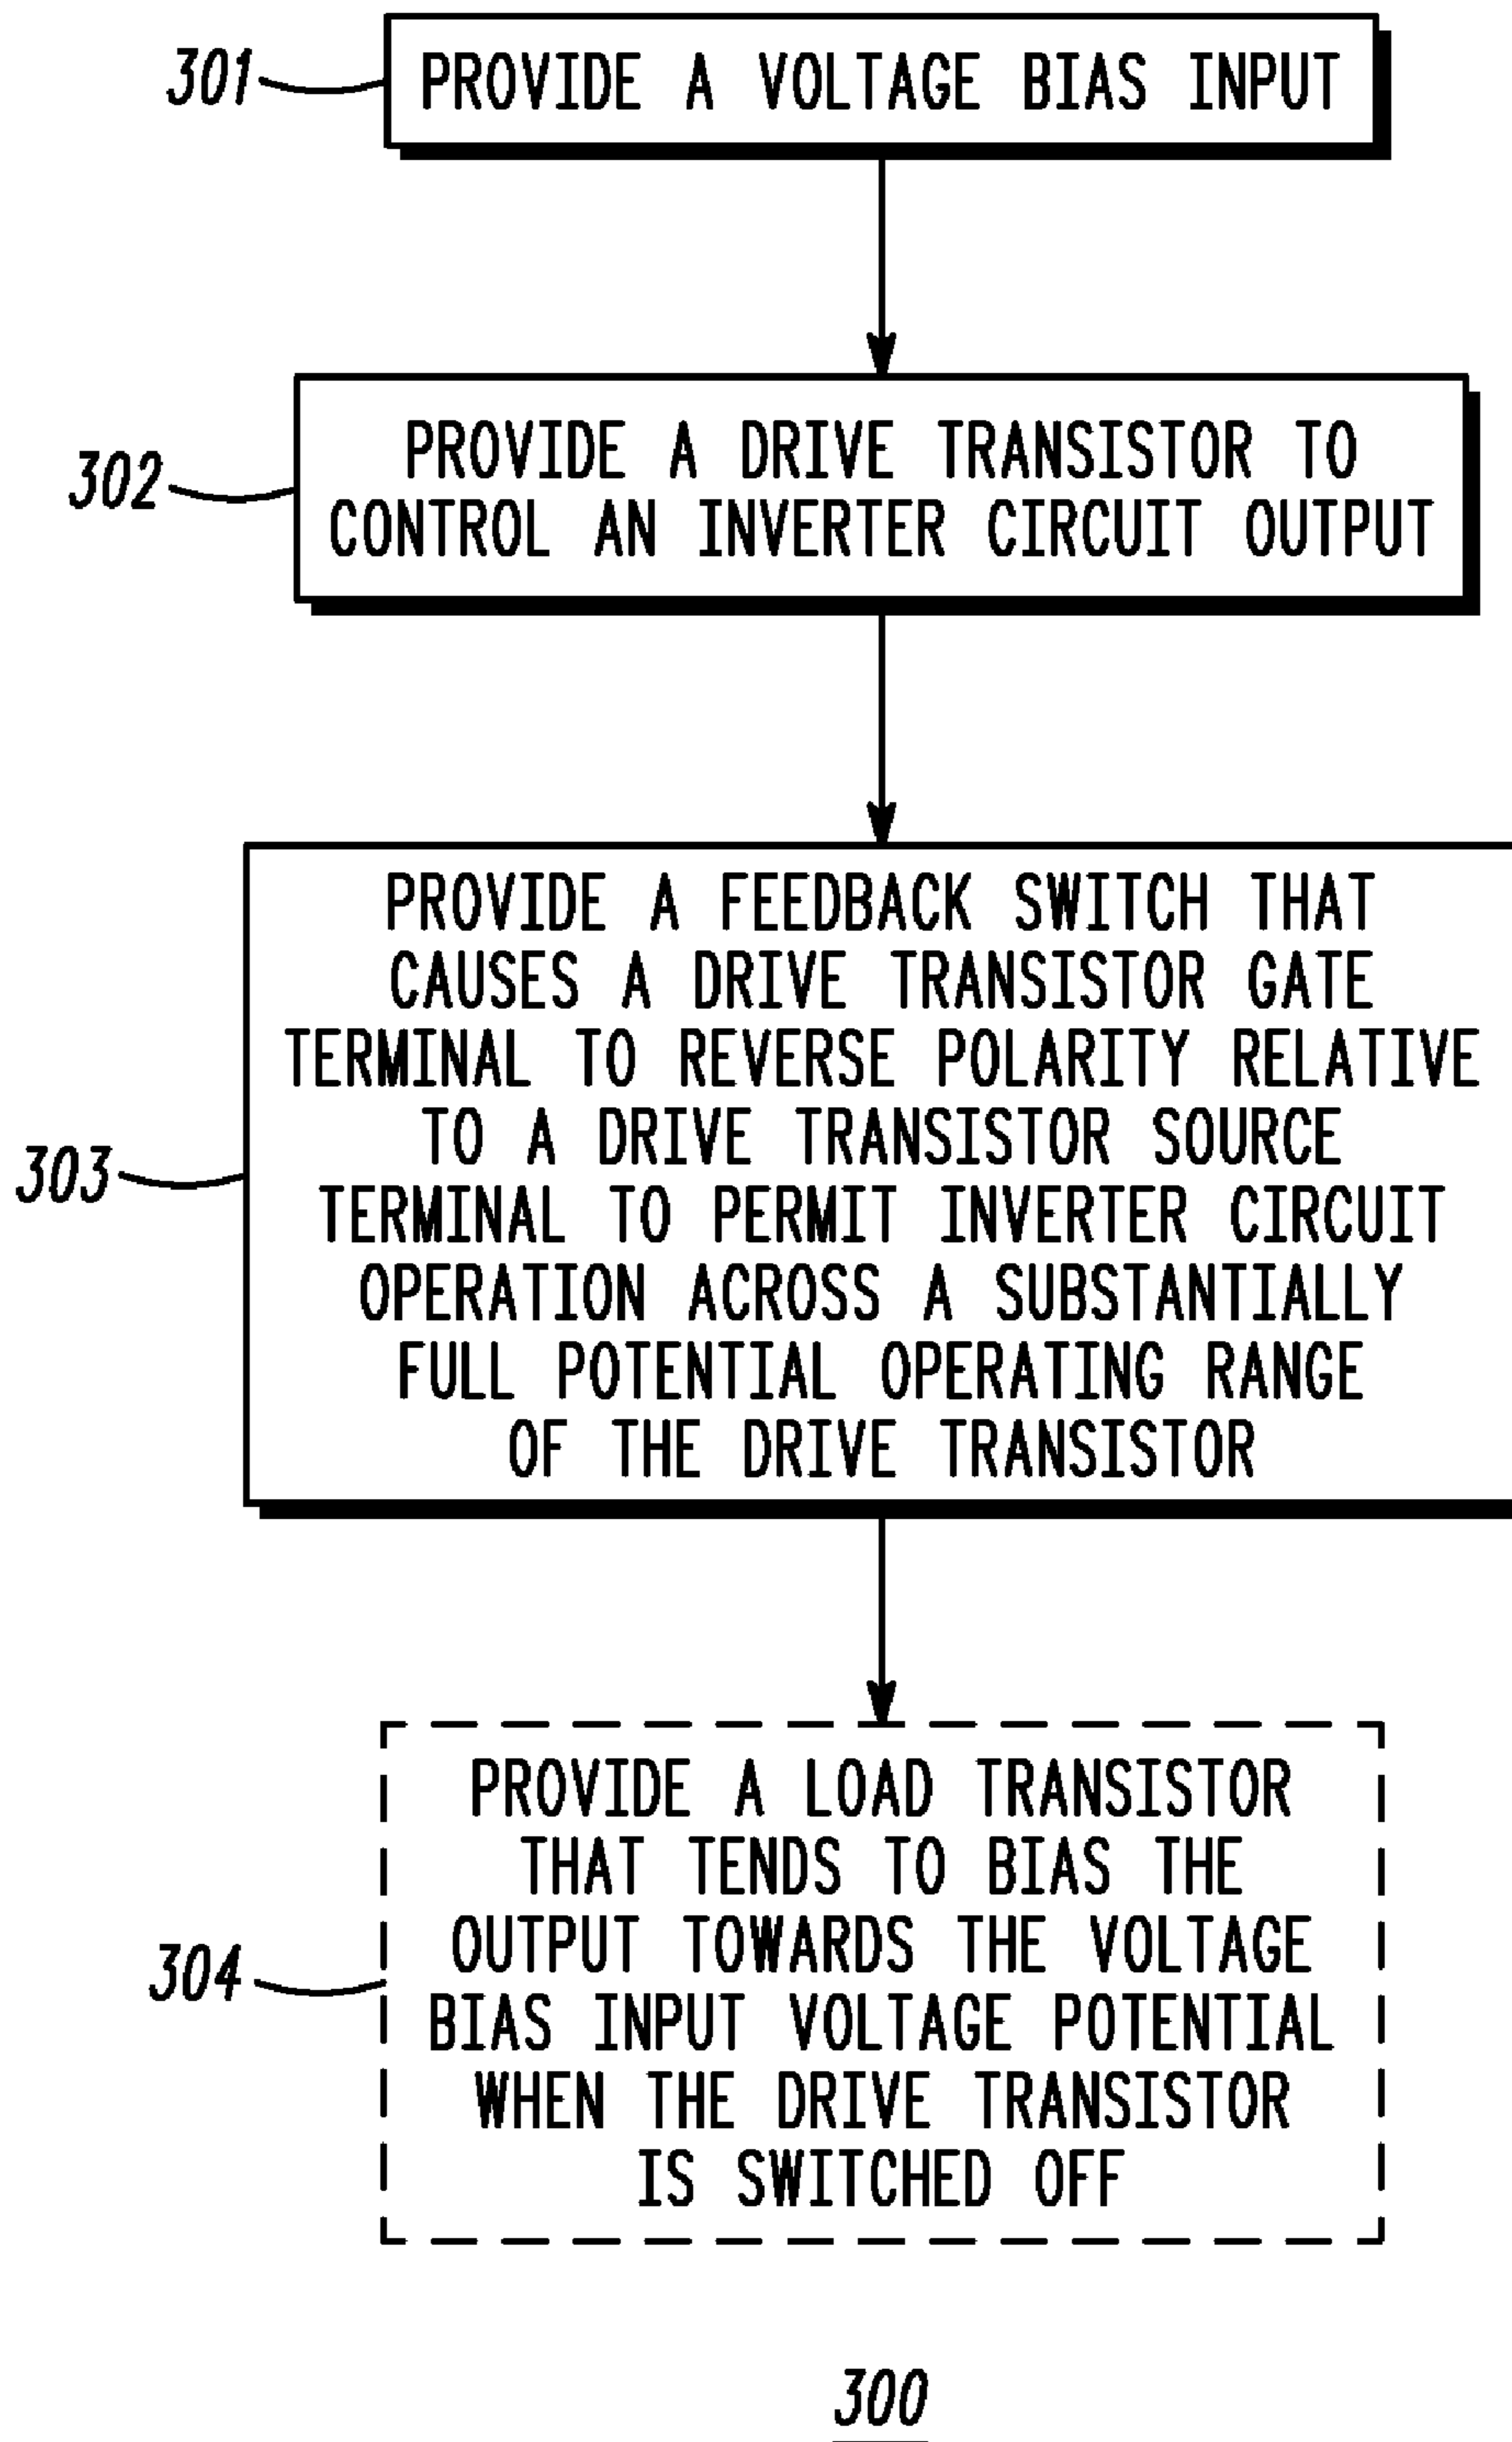 301
PROVIDE A VOLTAGE BIAS INPUT
302
PROVIDE A DRIVE TRANSISTOR TO
CONTROL AN INVERTER CIRCUIT OUTPUT
303
PROVIDE A FEEDBACK SWITCH THAT
CAUSES A DRIVE TRANSISTOR GATE
TERMINAL TO REVERSE POLARITY RELATIVE
TO A DRIVE TRANSISTOR SOURCE
TERMINAL TO PERMIT INVERTER CIRCUIT
OPERATION ACROSS A SUBSTANTIALLY
FULL POTENTIAL OPERATING RANGE
OF THE DRIVE TRANSISTOR
304
PROVIDE A LOAD TRANSISTOR
THAT TENDS TO BIAS THE
OUTPUT TOWARDS THE VOLTAGE
BIAS INPUT VOLTAGE POTENTIAL
WHEN THE DRIVE TRANSISTOR
IS SWITCHED OFF
300